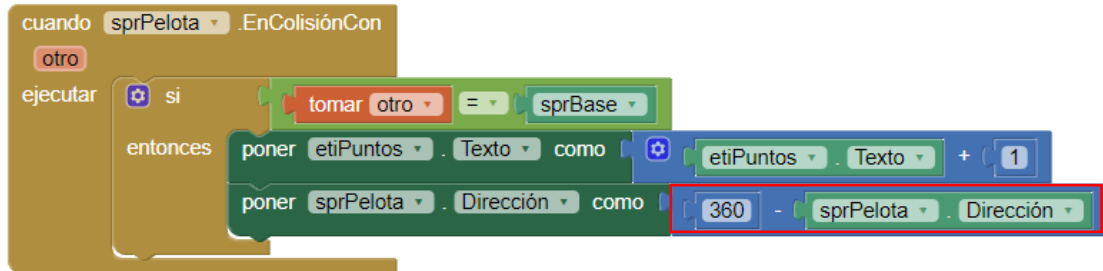 cuando sprPelota .EnColisiónCon
otro
ejecutar si tomar otro = sprBase
entonces poner etiPuntos . Texto como etiPuntos . Texto + 1
poner sprPelota . Dirección como 360 - sprPelota . Dirección